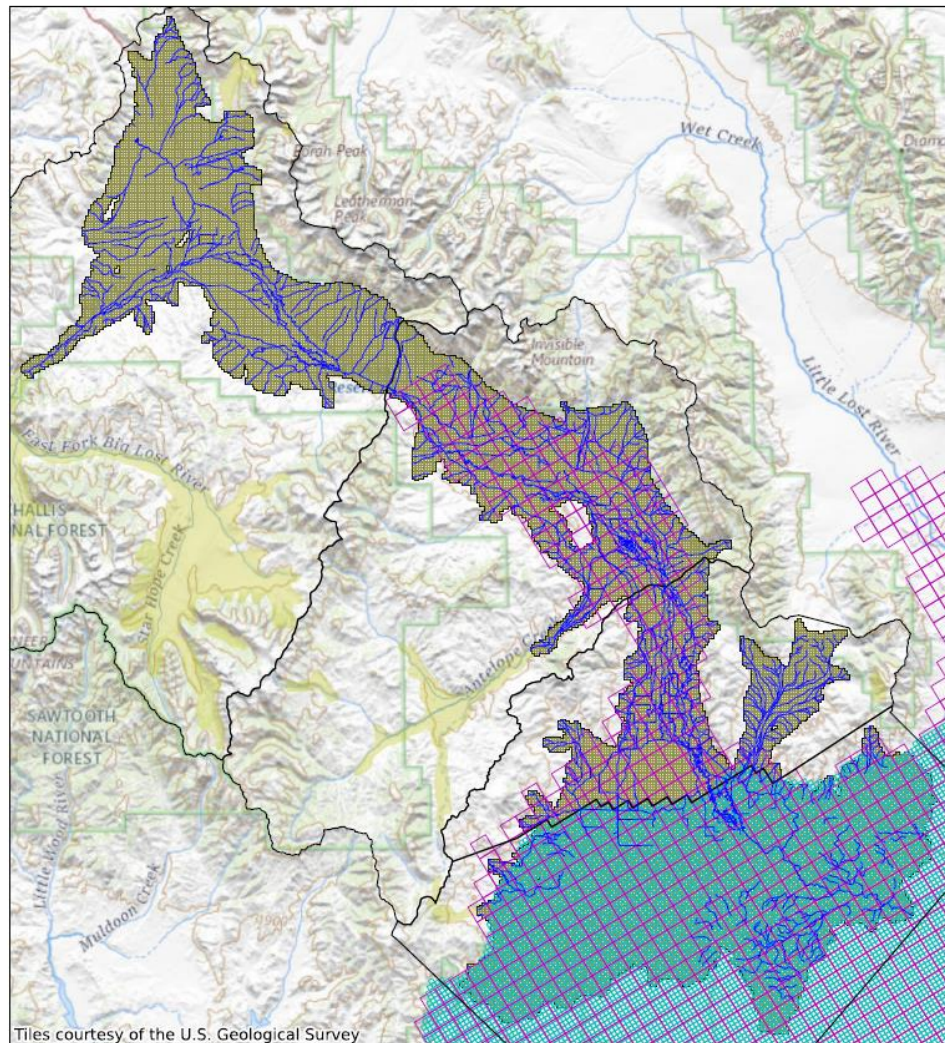 Wet Creek
Borah Peak
Leatherman
Peak
Invisible
Mountain
Little Lost River
East Fork Big Lost River
HALLIS
NAL FOREST
Star Hope Creek
SAWTOOTH
NATIONAL
FOREST
Little Wood River
Muldoon Creek
Tiles courtesy of the U.S. Geological Survey